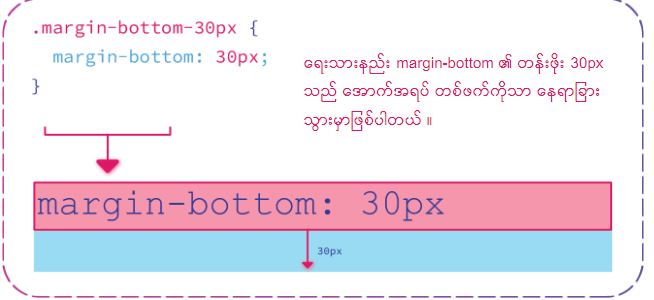 .margin-bottom-30px {
margin-bottom: 30px;
}
ရေးသားနည်း margin-bottom ၏ တန်းဖိုး 30px
သည် အောက်အရပ် တစ်ဖက်ကိုသာ နေရာခြား
သွားမှာဖြစ်ပါတယ် ။
margin-bottom: 30px
30px